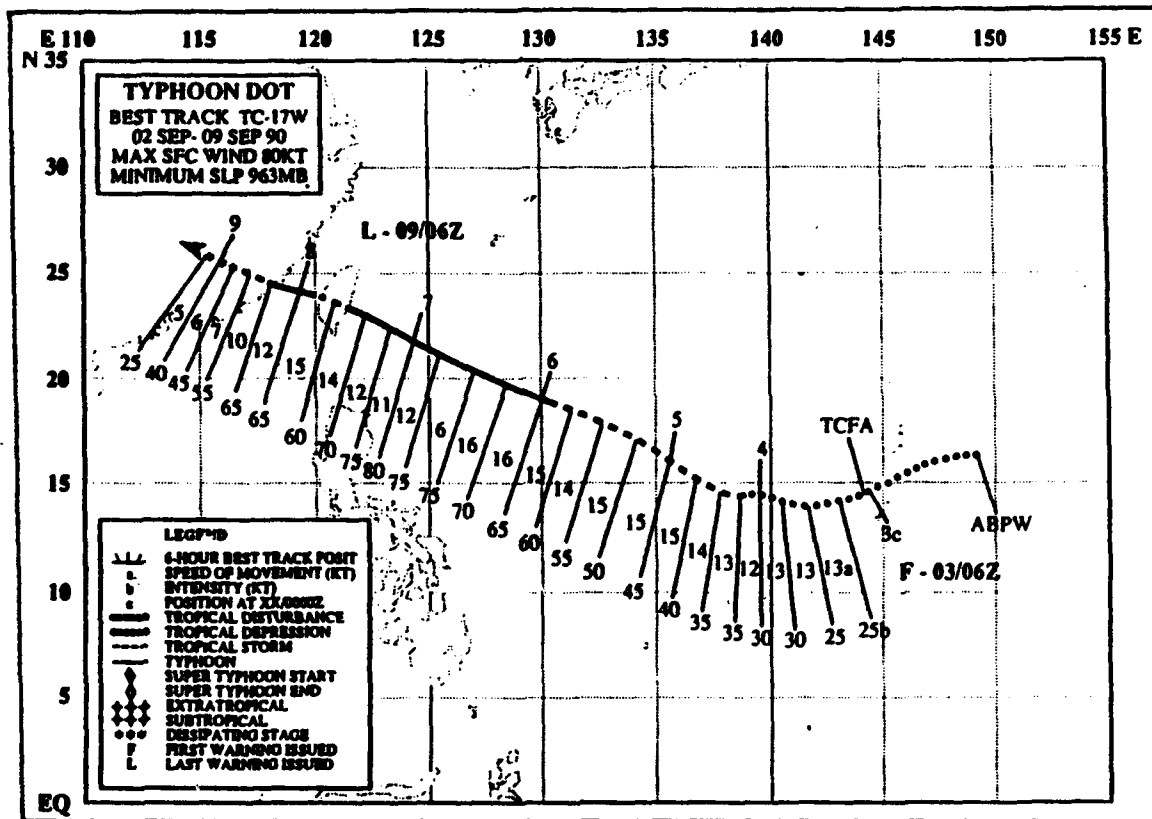 E 110 115 120 125 130 135 140 145 150 155 E
N 35
TYPHOON DOT
BEST TRACK TC-17W
02 SEP- 09 SEP 90
MAX SFC WIND 80KT
MINIMUM SLP 963MB
30
25
20
15
10
5
EQ
L - 09/06Z
9
8
7
6
5
4
3c
TCFA
ABPW
F - 03/06Z
5
6
10
12
15
14
12
11
12
6
16
16
15
14
15
15
15
14
13
12
13
13
13a
25
40
45
55
65
65
60
70
75
80
75
75
70
65
60
55
50
45
40
35
35
30
30
25
25b
LEGEND
6-HOUR BEST TRACK POSIT
a SPEED OF MOVEMENT (KT)
b INTENSITY (KT)
c POSITION AT XX/0000Z
TROPICAL DISTURBANCE
TROPICAL DEPRESSION
TROPICAL STORM
TYPHOON
SUPER TYPHOON START
SUPER TYPHOON END
EXTRATROPICAL
SUBTROPICAL
DISSIPATING STAGE
F FIRST WARNING ISSUED
L LAST WARNING ISSUED